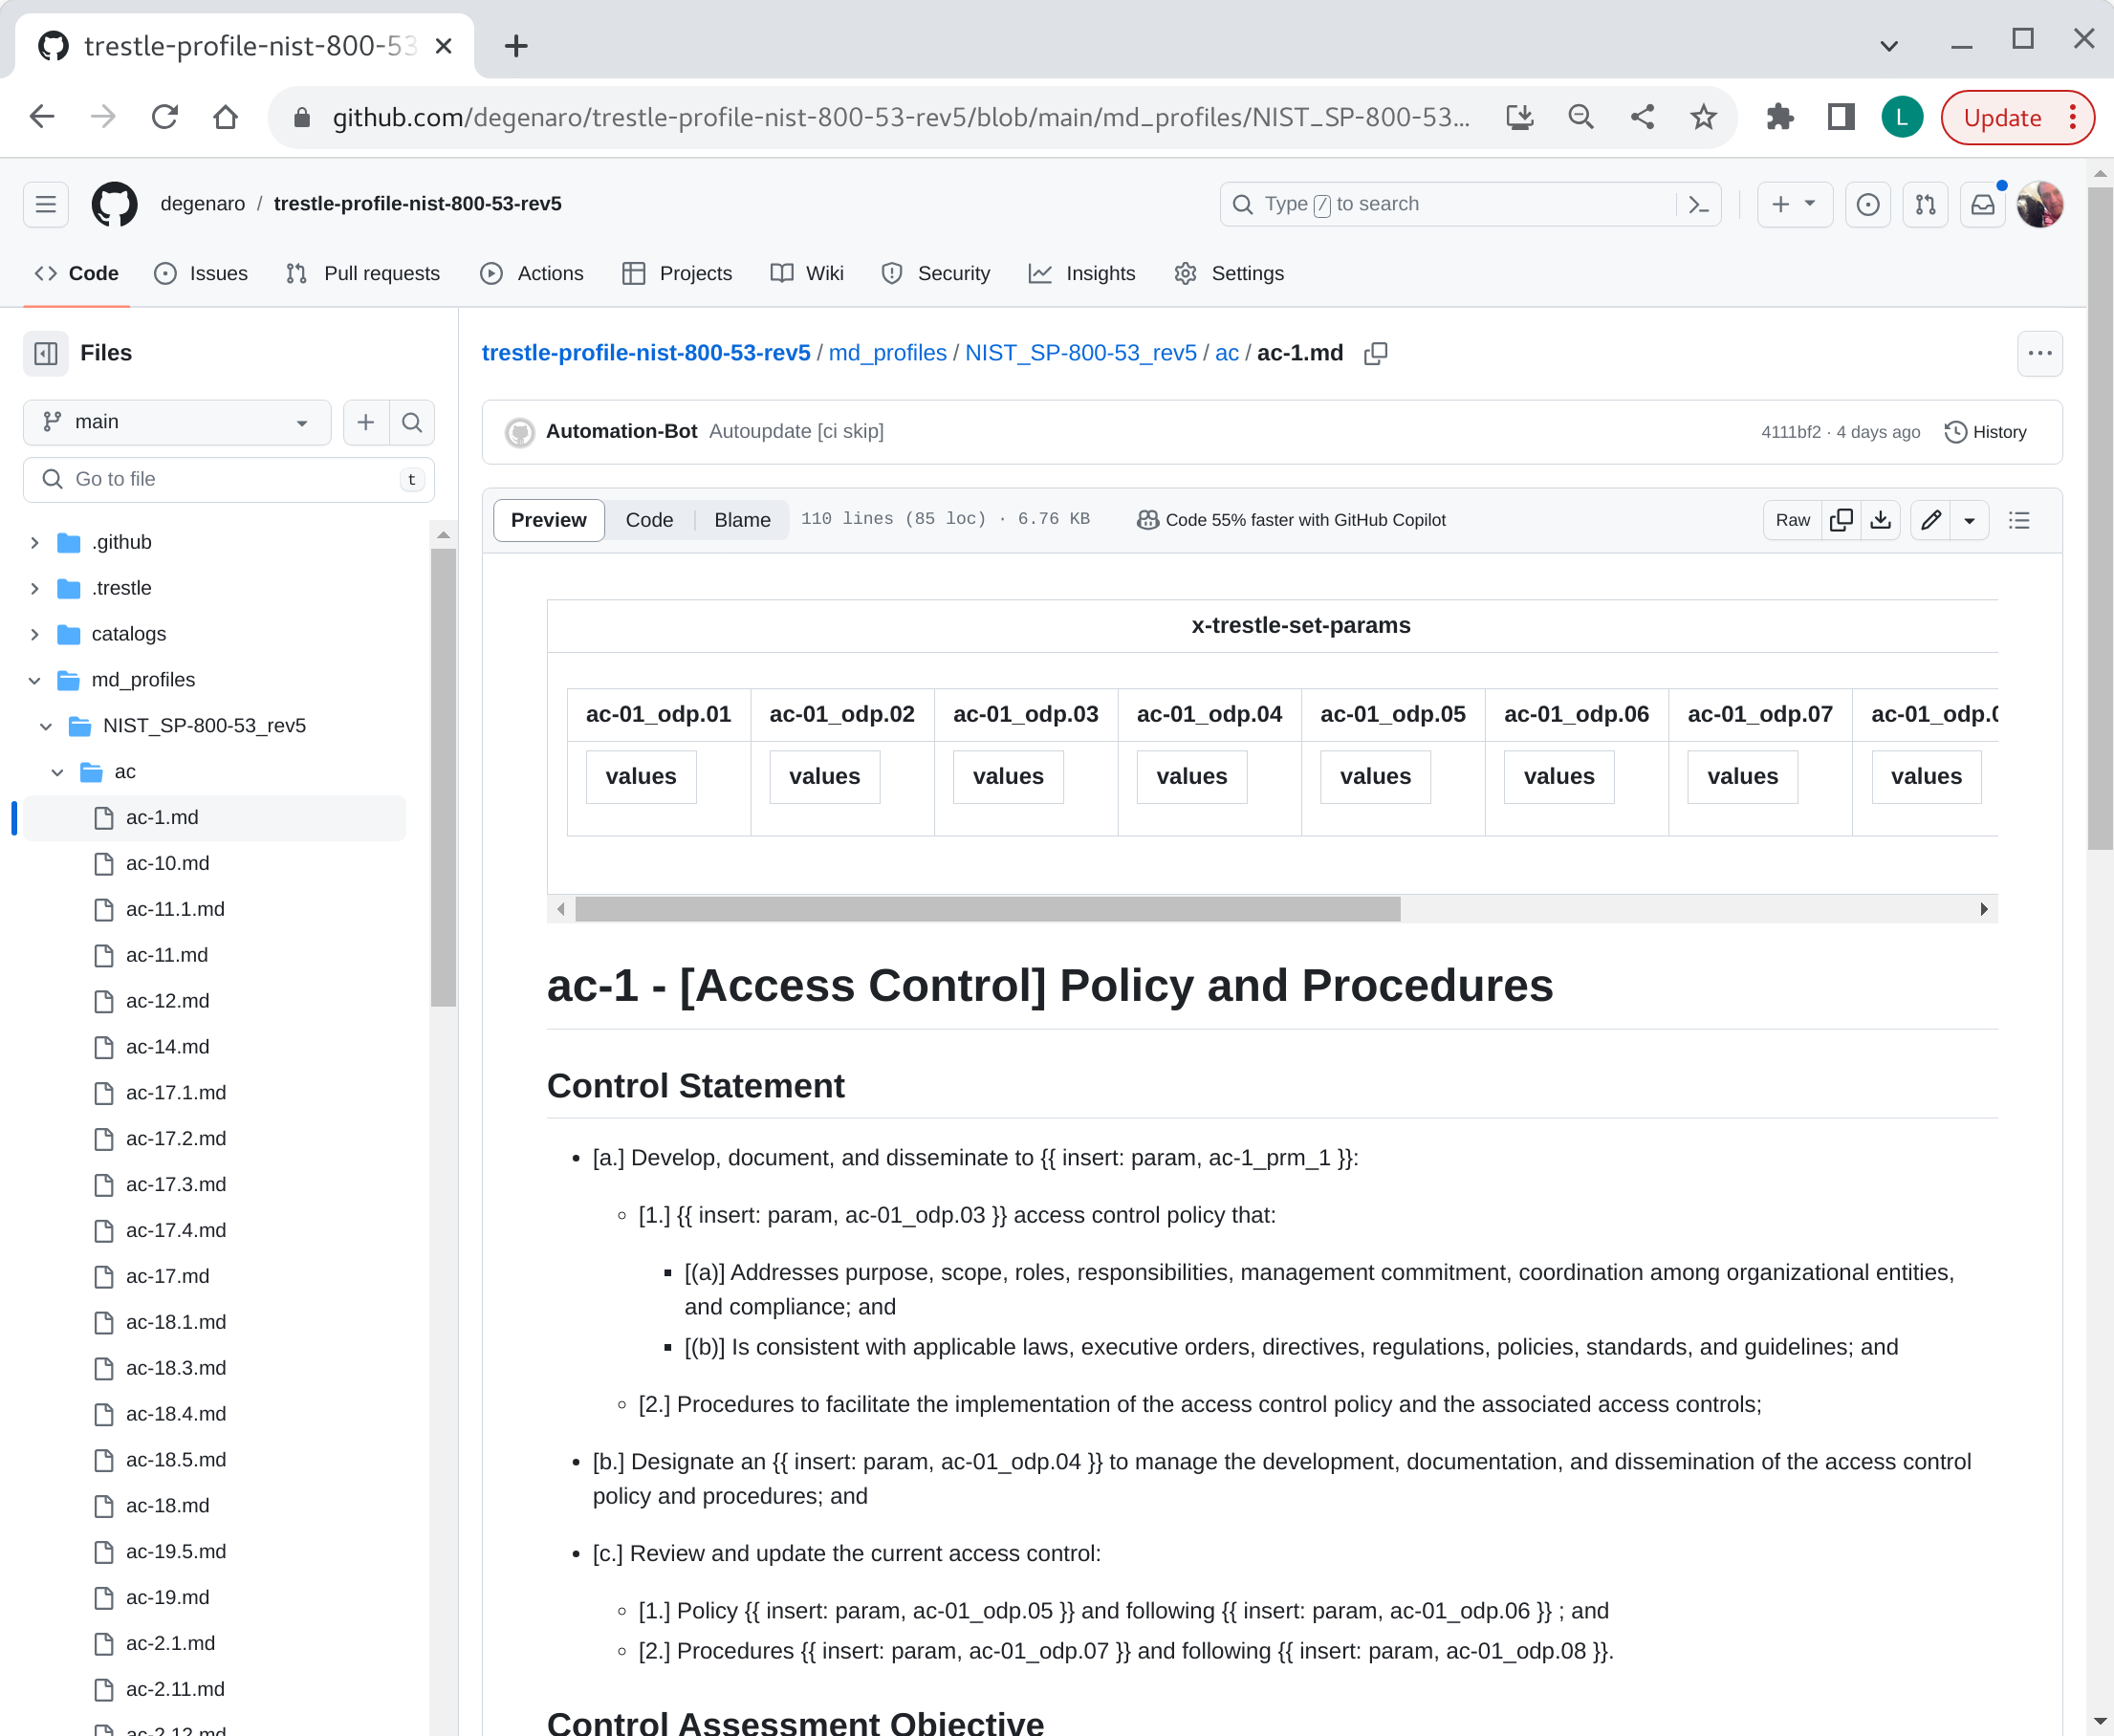 trestle-profile-nist-800-53
github.com/degenaro/trestle-profile-nist-800-53-rev5/blob/main/md_profiles/NIST_SP-800-53...
L
Update
degenaro / trestle-profile-nist-800-53-rev5
Type / to search
Code
Issues
Pull requests
Actions
Projects
Wiki
Security
Insights
Settings
Files
main
Go to file
t
.github
.trestle
catalogs
md_profiles
NIST_SP-800-53_rev5
ac
ac-1.md
ac-10.md
ac-11.1.md
ac-11.md
ac-12.md
ac-14.md
ac-17.1.md
ac-17.2.md
ac-17.3.md
ac-17.4.md
ac-17.md
ac-18.1.md
ac-18.3.md
ac-18.4.md
ac-18.5.md
ac-18.md
ac-19.5.md
ac-19.md
ac-2.1.md
ac-2.11.md
ac-2.12.md
trestle-profile-nist-800-53-rev5 / md_profiles / NIST_SP-800-53_rev5 / ac / ac-1.md
Automation-Bot Autoupdate [ci skip]
4111bf2 · 4 days ago
History
Preview
Code
Blame
110 lines (85 loc) · 6.76 KB
Code 55% faster with GitHub Copilot
Raw
x-trestle-set-params
ac-01_odp.01 ac-01_odp.02 ac-01_odp.03 ac-01_odp.04 ac-01_odp.05 ac-01_odp.06 ac-01_odp.07 ac-01_odp.0
values values values values values values values values
ac-1 - [Access Control] Policy and Procedures
Control Statement
• [a.] Develop, document, and disseminate to {{ insert: param, ac-1_prm_1 }}:
◦ [1.] {{ insert: param, ac-01_odp.03 }} access control policy that:
▪ [(a)] Addresses purpose, scope, roles, responsibilities, management commitment, coordination among organizational entities,
and compliance; and
▪ [(b)] Is consistent with applicable laws, executive orders, directives, regulations, policies, standards, and guidelines; and
◦ [2.] Procedures to facilitate the implementation of the access control policy and the associated access controls;
• [b.] Designate an {{ insert: param, ac-01_odp.04 }} to manage the development, documentation, and dissemination of the access control
policy and procedures; and
• [c.] Review and update the current access control:
◦ [1.] Policy {{ insert: param, ac-01_odp.05 }} and following {{ insert: param, ac-01_odp.06 }} ; and
◦ [2.] Procedures {{ insert: param, ac-01_odp.07 }} and following {{ insert: param, ac-01_odp.08 }}.
Control Assessment Objective